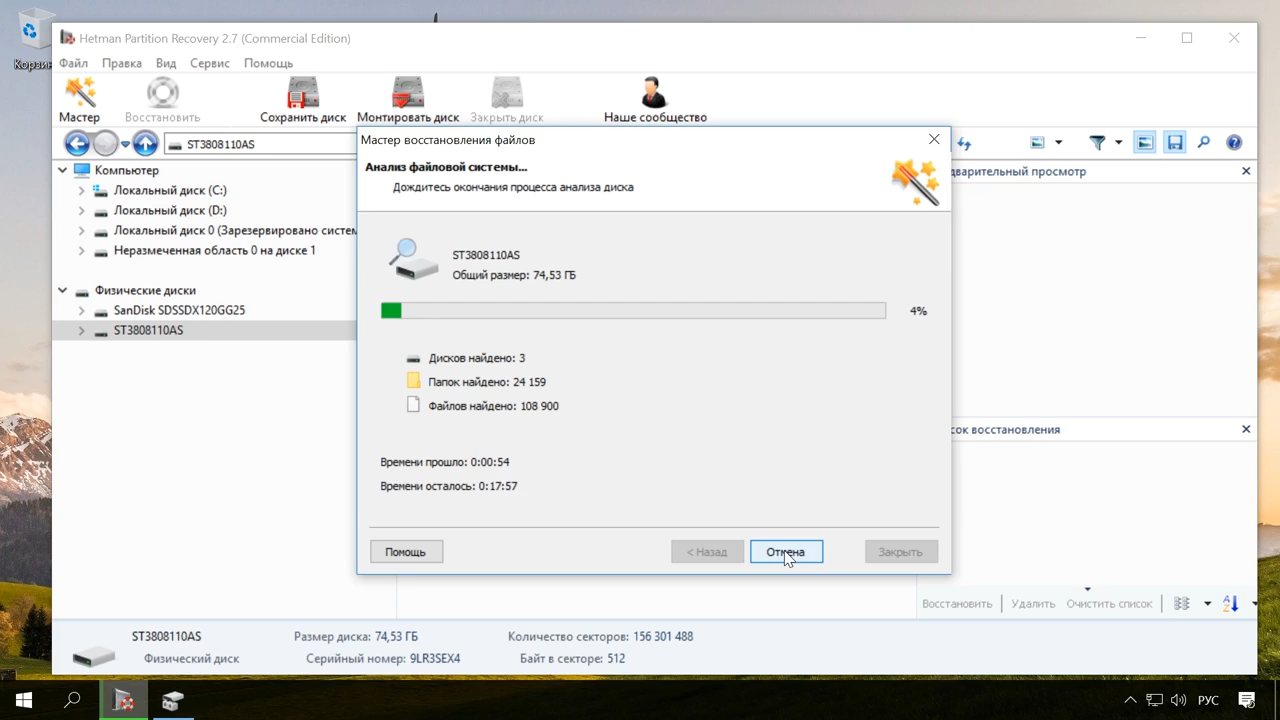 Корзин
Hetman Partition Recovery 2.7 (Commercial Edition)
Файл Правка Вид Сервис Помощь
Мастер Восстановить Сохранить диск Монтировать диск Закрыть диск Наше сообщество
ST3808110AS
Компьютер
Локальный диск (C:)
Локальный диск (D:)
Локальный диск 0 (Зарезервировано систем
Неразмеченная область 0 на диске 1
Физические диски
SanDisk SDSSDX120GG25
ST3808110AS
Мастер восстановления файлов
Анализ файловой системы...
Дождитесь окончания процесса анализа диска
ST3808110AS
Общий размер: 74,53 ГБ
4%
Дисков найдено: 3
Папок найдено: 24 159
Файлов найдено: 108 900
Времени прошло: 0:00:54
Времени осталось: 0:17:57
Помощь < Назад Отмена Закрыть
дварительный просмотр
сок восстановления
Восстановить Удалить Очистить список
ST3808110AS Размер диска: 74,53 ГБ Количество секторов: 156 301 488
Физический диск Серийный номер: 9LR3SEX4 Байт в секторе: 512
РУС